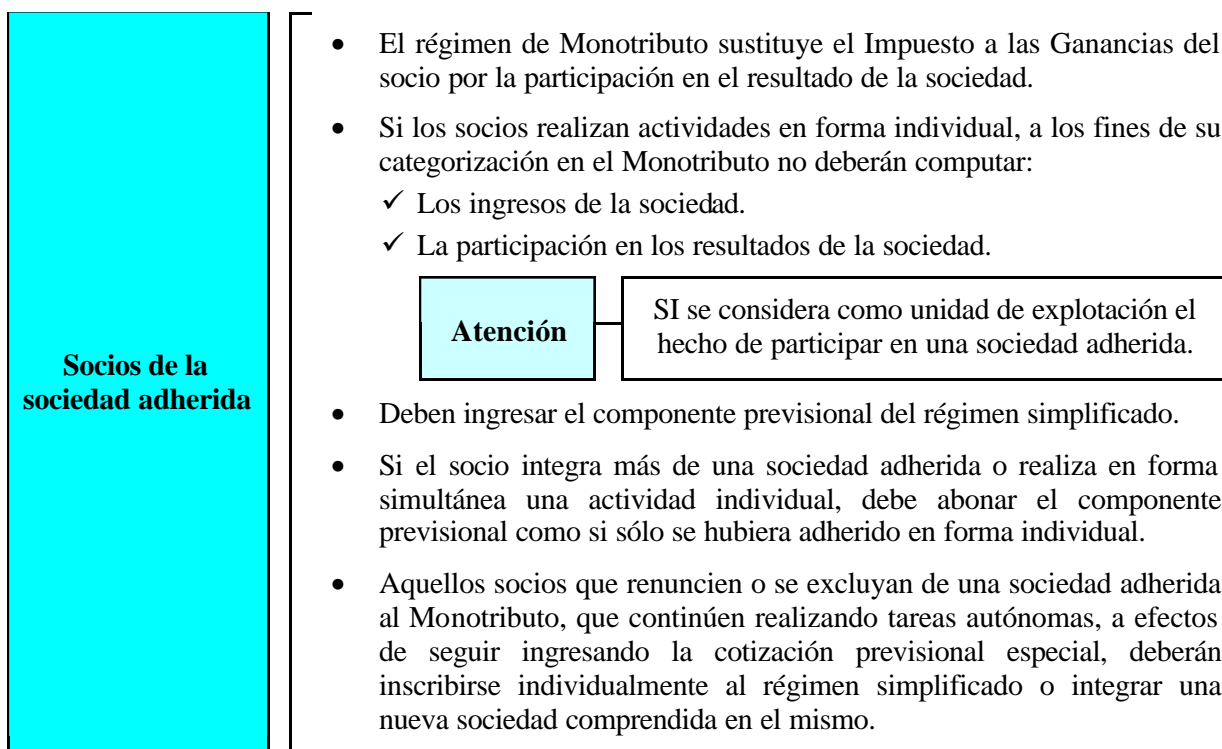 Socios de la
sociedad adherida
• El régimen de Monotributo sustituye el Impuesto a las Ganancias del
socio por la participación en el resultado de la sociedad.
• Si los socios realizan actividades en forma individual, a los fines de su
categorización en el Monotributo no deberán computar:
✓ Los ingresos de la sociedad.
✓ La participación en los resultados de la sociedad.
Atención
SI se considera como unidad de explotación el
hecho de participar en una sociedad adherida.
• Deben ingresar el componente previsional del régimen simplificado.
• Si el socio integra más de una sociedad adherida o realiza en forma
simultánea una actividad individual, debe abonar el componente
previsional como si sólo se hubiera adherido en forma individual.
• Aquellos socios que renuncien o se excluyan de una sociedad adherida
al Monotributo, que continúen realizando tareas autónomas, a efectos
de seguir ingresando la cotización previsional especial, deberán
inscribirse individualmente al régimen simplificado o integrar una
nueva sociedad comprendida en el mismo.